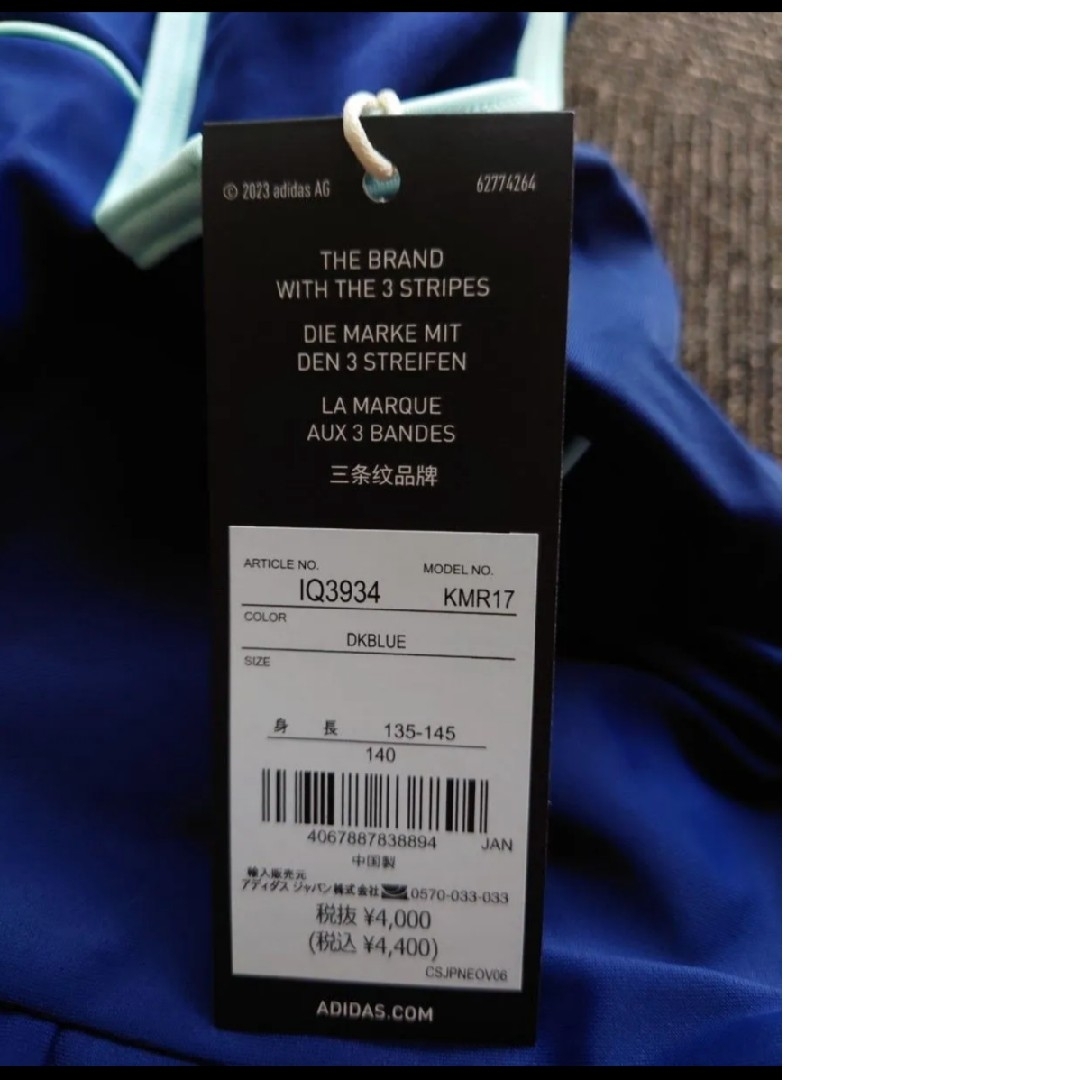 © 2023 adidas AG 62774264
THE BRAND
WITH THE 3 STRIPES
DIE MARKE MIT
DEN 3 STREIFEN
LA MARQUE
AUX 3 BANDES
三条纹品牌
ARTICLE NO. MODEL NO.
IQ3934 KMR17
COLOR
DKBLUE
SIZE
身 長 135-145
140
4067887838894 JAN
中国製
輸入販売元
アディダス ジャパン株式会社 0570-033-033
税抜 ¥4,000
(税込 ¥4,400)
CSJPNEOV06
ADIDAS.COM